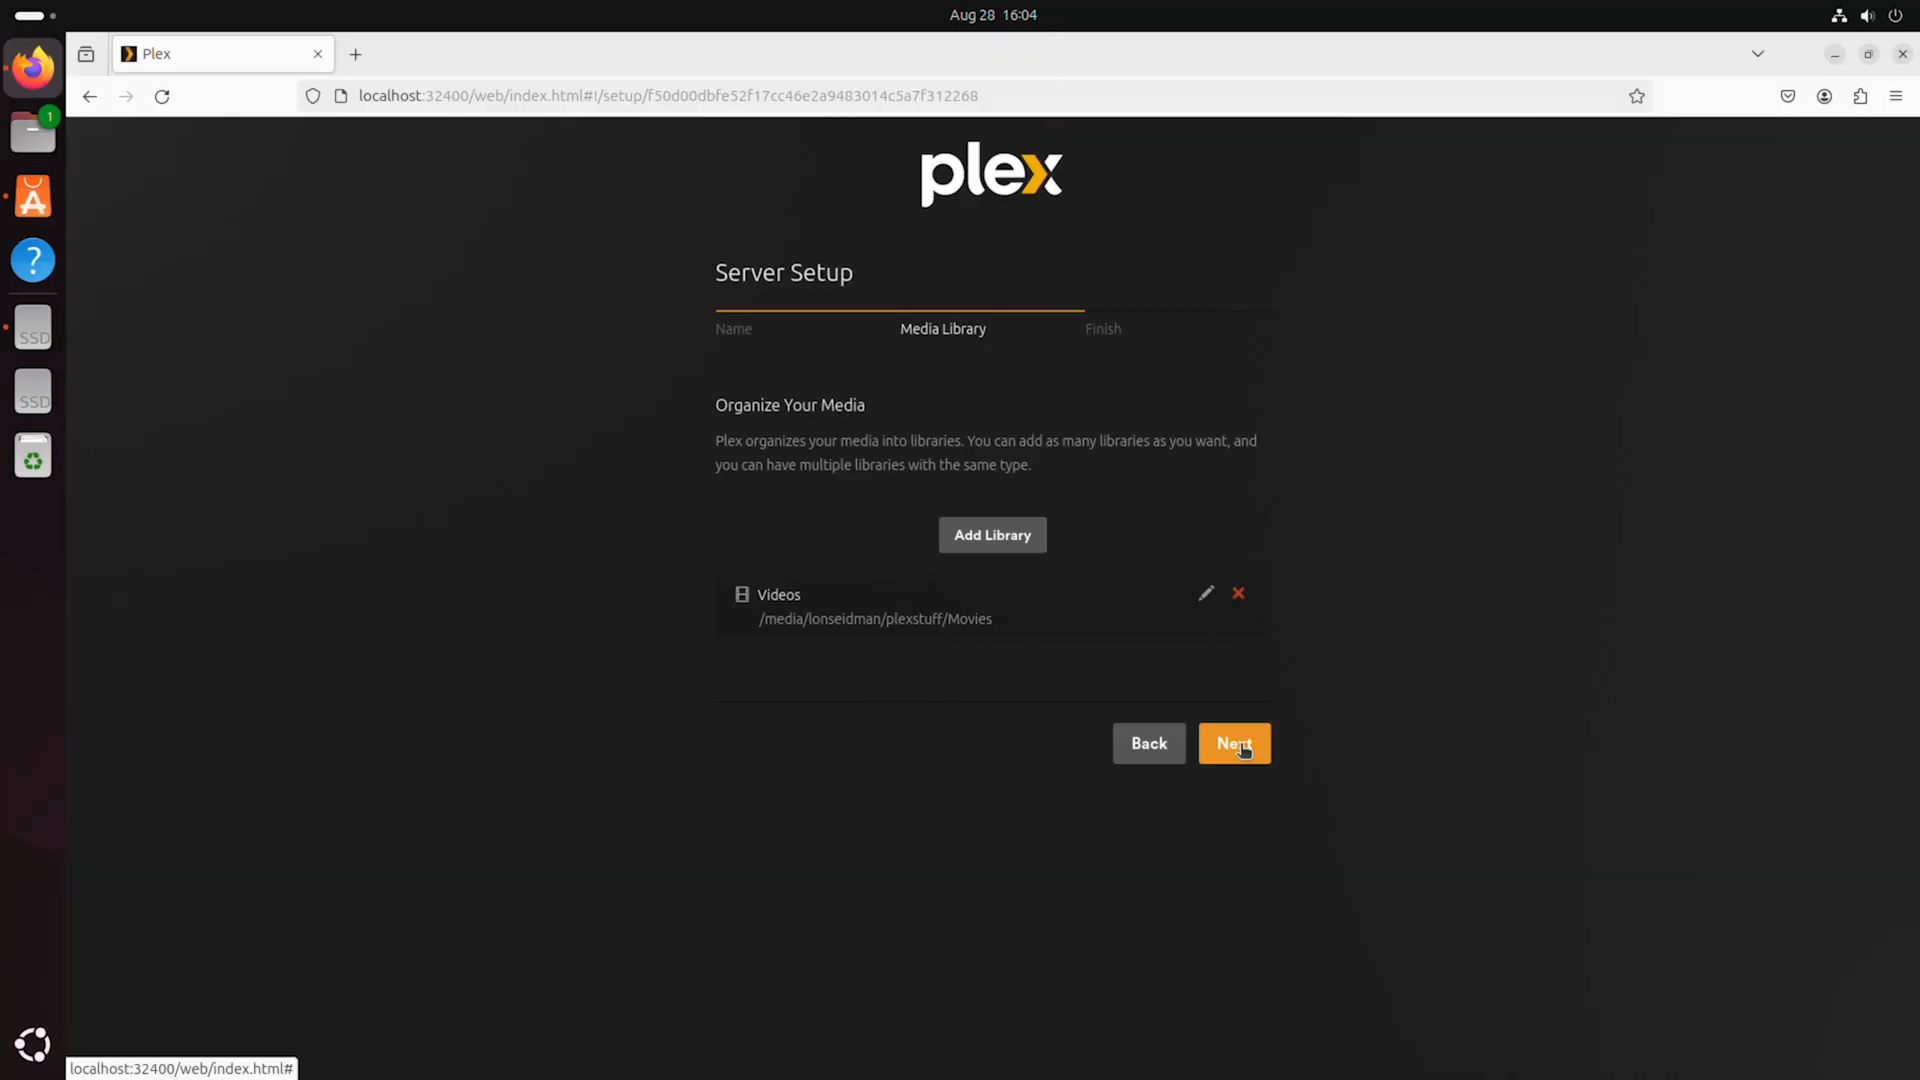 Aug 28 16:04
Plex
localhost:32400/web/index.html#!/setup/f50d00dbfe52f17cc46e2a9483014c5a7f312268
1
A
?
SSD
SSD
plex
Server Setup
Name
Media Library
Finish
Organize Your Media
Plex organizes your media into libraries. You can add as many libraries as you want, and
you can have multiple libraries with the same type.
Add Library
Videos
/media/lonseidman/plexstuff/Movies
Back
Next
localhost:32400/web/index.html#